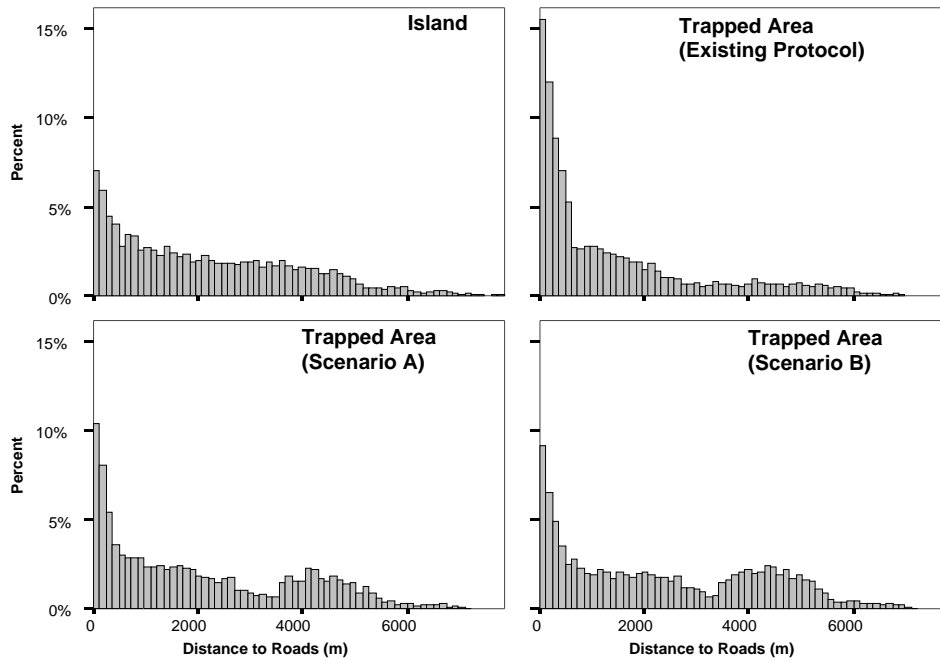 Island
15%
10%
5%
0%
Percent
Trapped Area
(Existing Protocol)
Trapped Area
(Scenario A)
15%
10%
5%
0%
Percent
0 2000 4000 6000
Distance to Roads (m)
Trapped Area
(Scenario B)
0 2000 4000 6000
Distance to Roads (m)